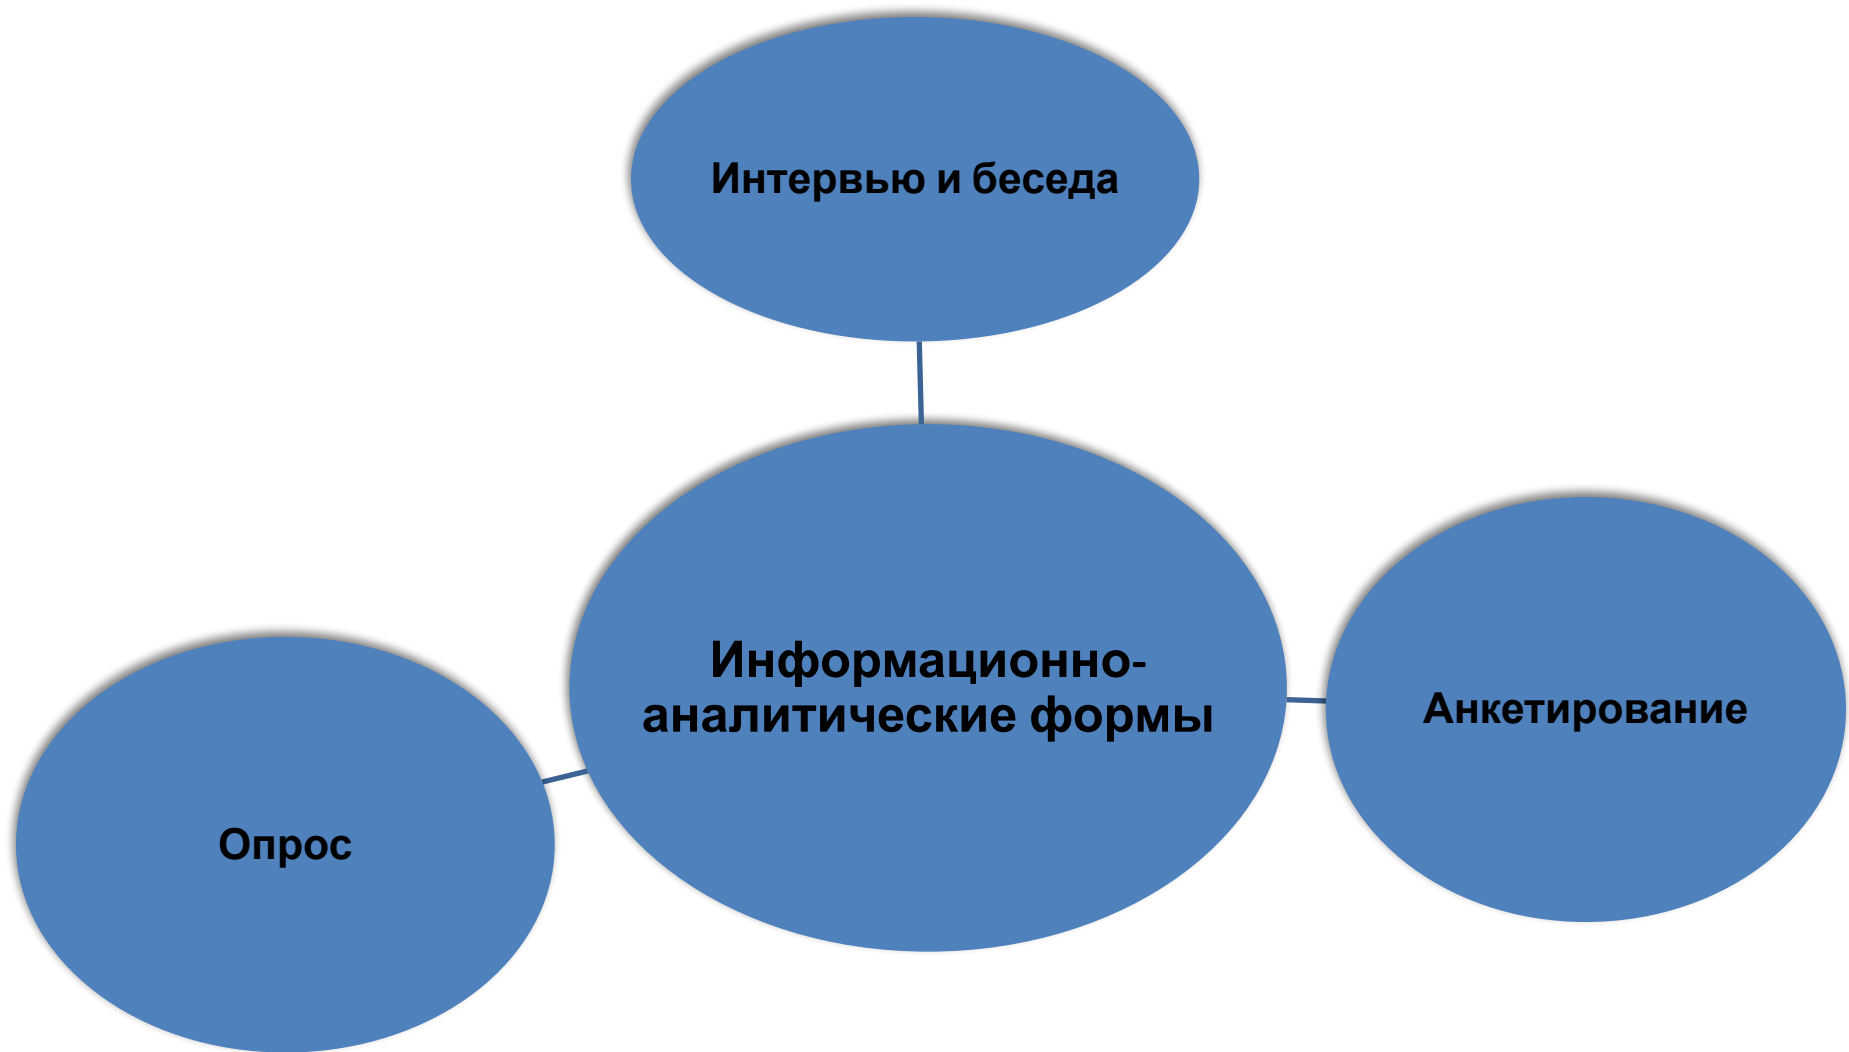 Интервью и беседа
Информационно-
аналитические формы
Анкетирование
Опрос